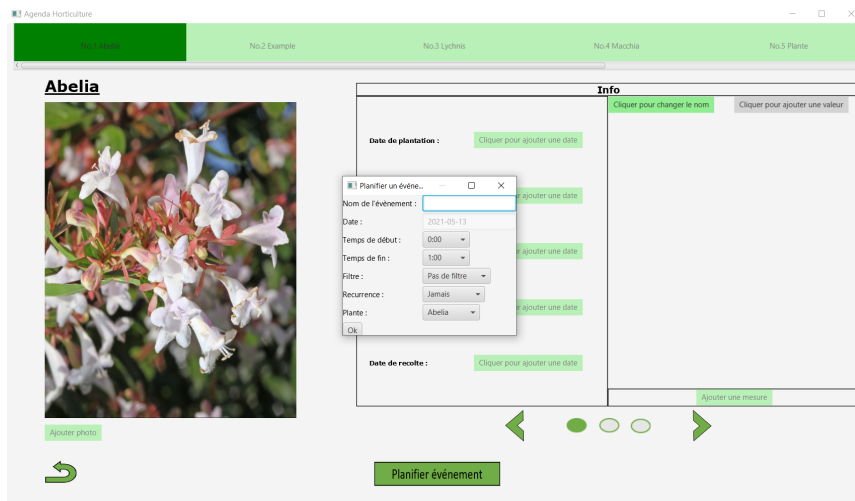 Agenda Horticulture
No.1 Abelia
No.2 Example
No.3 Lychnis
No.4 Macchia
No.5 Plante
Abelia
Info
Cliquer pour changer le nom
Cliquer pour ajouter une valeur
Date de plantation :
Cliquer pour ajouter une date
Planifier un événe...
Nom de l'évènement :
Date :
2021-05-13
Temps de début :
0:00
Temps de fin :
1:00
Filtre :
Pas de filtre
Recurrence :
Jamais
Plante :
Abelia
Ok
ajouter une date
ajouter une date
ajouter une date
Date de recolte :
Cliquer pour ajouter une date
Ajouter une mesure
Ajouter photo
Planifier événement